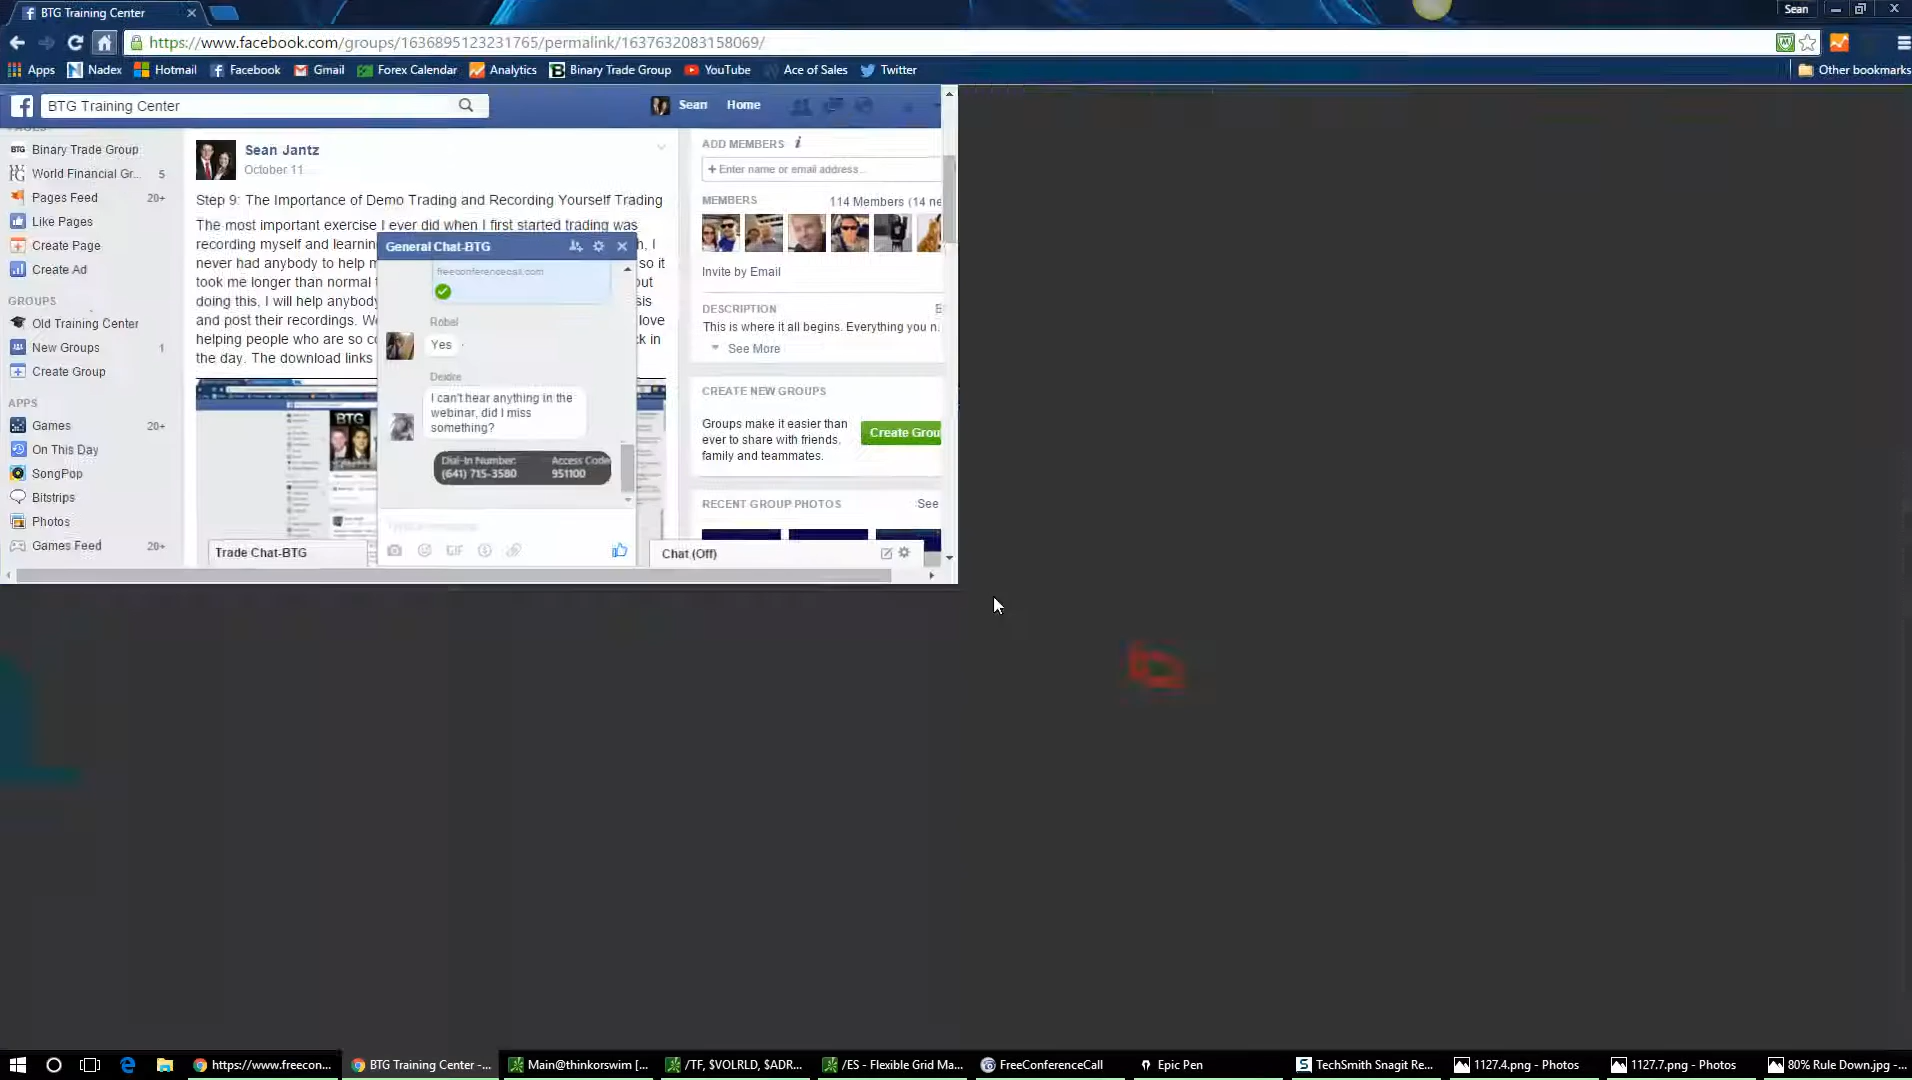 BTG Training Center
Sean
https://www.facebook.com/groups/1636895123231765/permalink/1637632083158069/
Apps Nadex Hotmail Facebook Gmail Forex Calendar Analytics Binary Trade Group YouTube Ace of Sales Twitter Other bookmarks
BTG Training Center
Sean Home
Binary Trade Group
World Financial Gr... 5
Pages Feed 20+
Like Pages
Create Page
Create Ad
GROUPS
Old Training Center
New Groups 1
Create Group
APPS
Games 20+
On This Day
SongPop
Bitstrips
Photos
Games Feed 20+
Sean Jantz
October 11
Step 9: The Importance of Demo Trading and Recording Yourself Trading
The most important exercise I ever did when I first started trading was
recording myself and learnin
never had anybody to help m
took me longer than normal
doing this, I will help anybody
and post their recordings. We
helping people who are so co
the day. The download links
General Chat-BTG
freeconferencecall.com
Robel
Yes
Deidre
I can't hear anything in the
webinar, did I miss
something?
Dial-In Number: Access Code
(641) 715-3580 951100
GIF
Trade Chat-BTG
Chat (Off)
ADD MEMBERS
+ Enter name or email address..
MEMBERS
114 Members (14 ne
Invite by Email
DESCRIPTION
This is where it all begins. Everything you n.
See More
CREATE NEW GROUPS
Groups make it easier than
ever to share with friends,
family and teammates.
Create Grou
RECENT GROUP PHOTOS
See
https://www.freecon... BTG Training Center -... Main@thinkorswim [... /TF, $VOLRLD, $ADR... /ES - Flexible Grid Ma... FreeConferenceCall Epic Pen TechSmith Snagit Re... 1127.4.png - Photos 1127.7.png - Photos 80% Rule Down.jpg -...